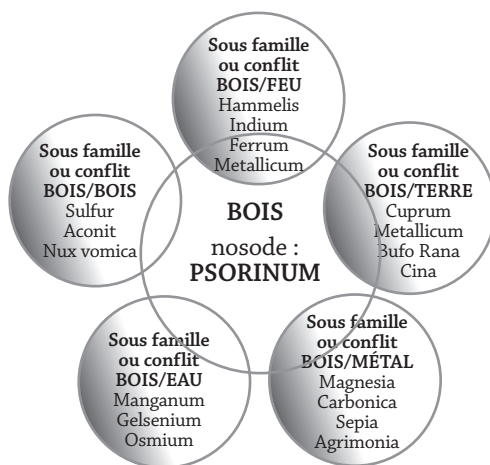 Sous famille
ou conflit
BOIS/FEU
Hammelis
Indium
Ferrum
Metallicum
Sous famille
ou conflit
BOIS/BOIS
Sulfur
Aconit
Nux vomica
BOIS
nosode :
PSORINUM
Sous famille
ou conflit
BOIS/TERRE
Cuprum
Metallicum
Bufo Rana
Cina
Sous famille
ou conflit
BOIS/EAU
Manganum
Gelsenium
Osmium
Sous famille
ou conflit
BOIS/MÉTAL
Magnesia
Carbonica
Sepia
Agrimonia